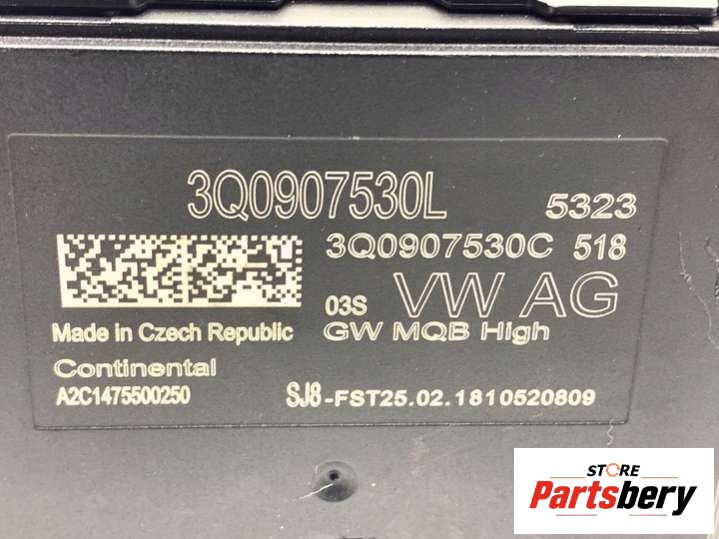 3Q0907530L 5323
3Q0907530C 518
03S VW AG
Made in Czech Republic GW MQB High
Continental
A2C1475500250 SJ8-FST25.02.1810520809
STORE
Partsbery